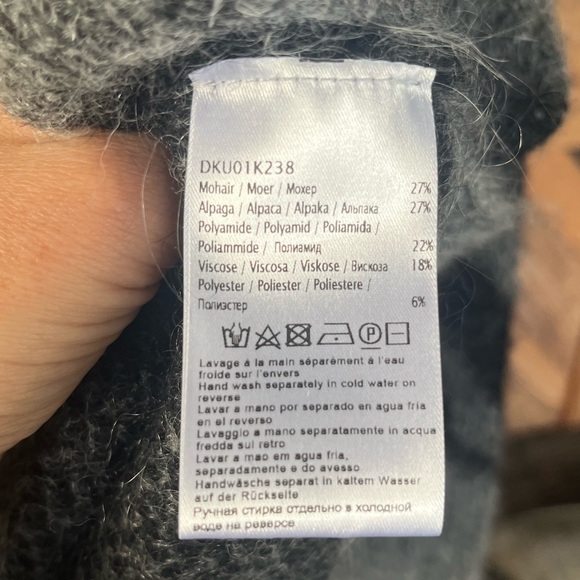 DKU01K238
Mohair / Moer / Мохер 27%
Alpaga / Alpaca / Alpaka / Альпака 27%
Polyamide / Polyamid / Poliamida /
Poliammide / Полиамид 22%
Viscose / Viscosa / Viskose / Вискоза 18%
Polyester / Poliester / Poliestere /
Полиэстер 6%
P
Lavage à la main séparément à l'eau
froide sur l'envers
Hand wash separately in cold water on
reverse
Lavar a mano por separado en agua fria
en el reverso
Lavaggio a mano separatamente in acqua
fredda sul retro
Lavar a mao em agua fria,
separadamente e do avesso
Handwäsche separat in kaltem Wasser
auf der Rückseite
Ручная стирка отдельно в холодной
воде на реверсе